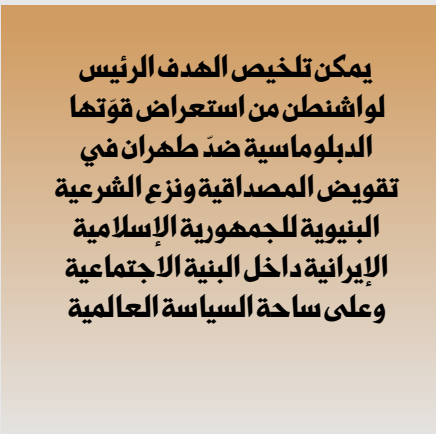 يمكن تلخيص الهدف الرئيس
لواشنطن من استعراض قوّتها
الدبلوماسية ضدّ طهران في
تقويض المصداقية ونزع الشرعية
البنيوية للجمهورية الإسلامية
الإيرانية داخل البنية الاجتماعية
وعلى ساحة السياسة العالمية